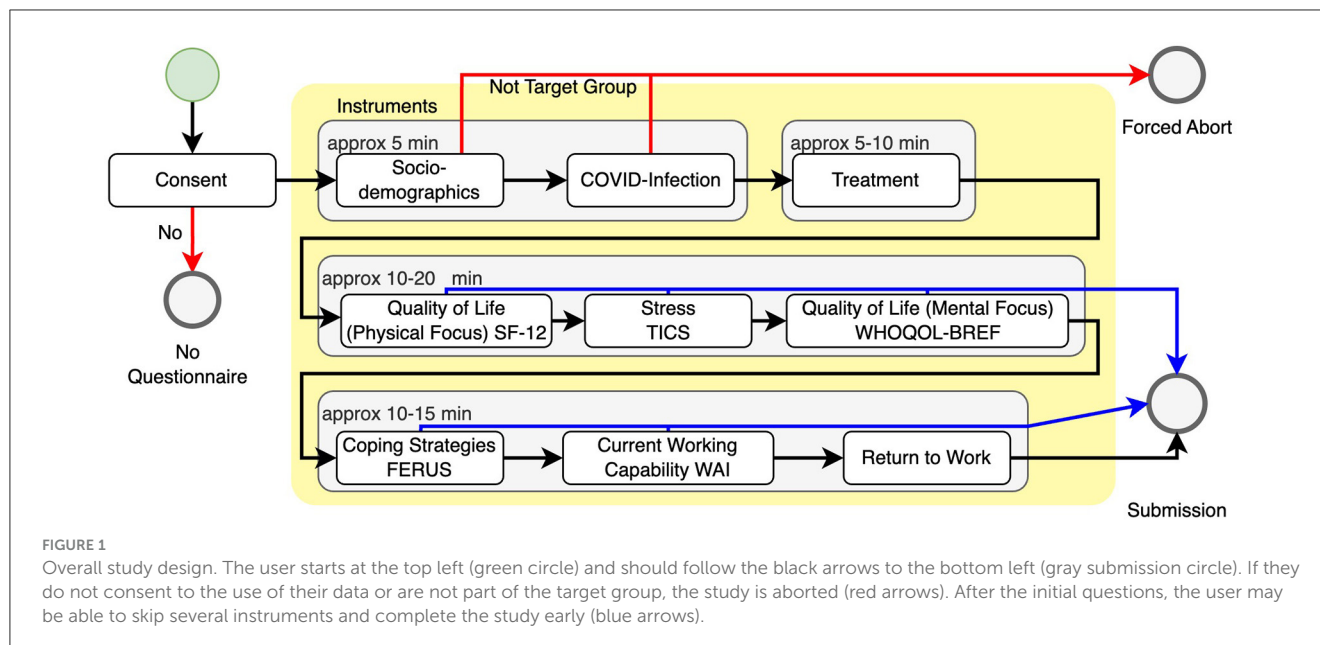 Not Target Group
Instruments
Forced Abort
approx 5 min
approx 5-10 min
Consent
Socio-
demographics
COVID-Infection
Treatment
No
No
Questionnaire
approx 10-20 min
Quality of Life
(Physical Focus) SF-12
Stress
TICS
Quality of Life (Mental Focus)
WHOQOL-BREF
approx 10-15 min
Coping Strategies
FERUS
Current Working
Capability WAI
Return to Work
Submission
FIGURE 1
Overall study design. The user starts at the top left (green circle) and should follow the black arrows to the bottom left (gray submission circle). If they
do not consent to the use of their data or are not part of the target group, the study is aborted (red arrows). After the initial questions, the user may
be able to skip several instruments and complete the study early (blue arrows).